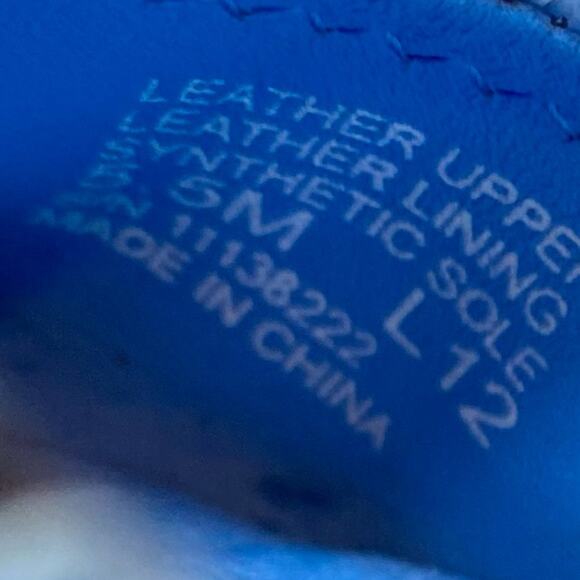 LEATHER UPPER
LEATHER LINING
SYNTHETIC SOLE
5M L 12
11138222
MADE IN CHINA